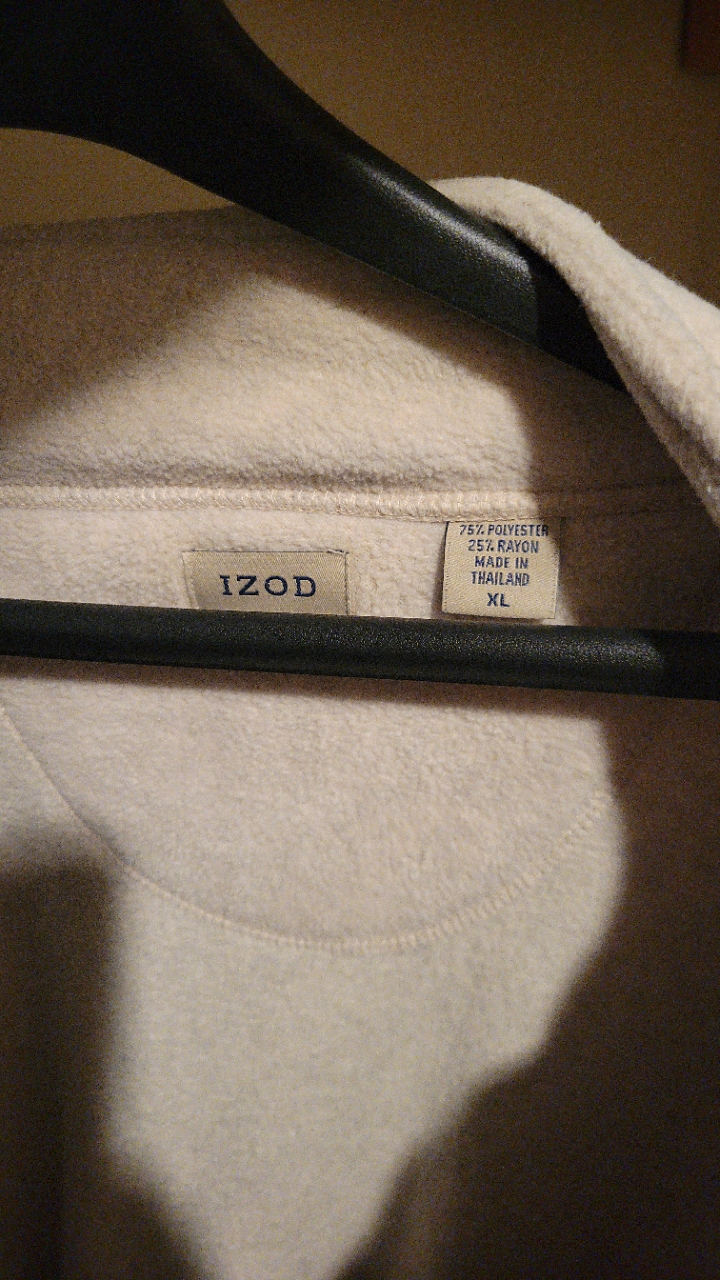 IZOD
75% POLYESTER
25% RAYON
MADE IN
THAILAND
XL